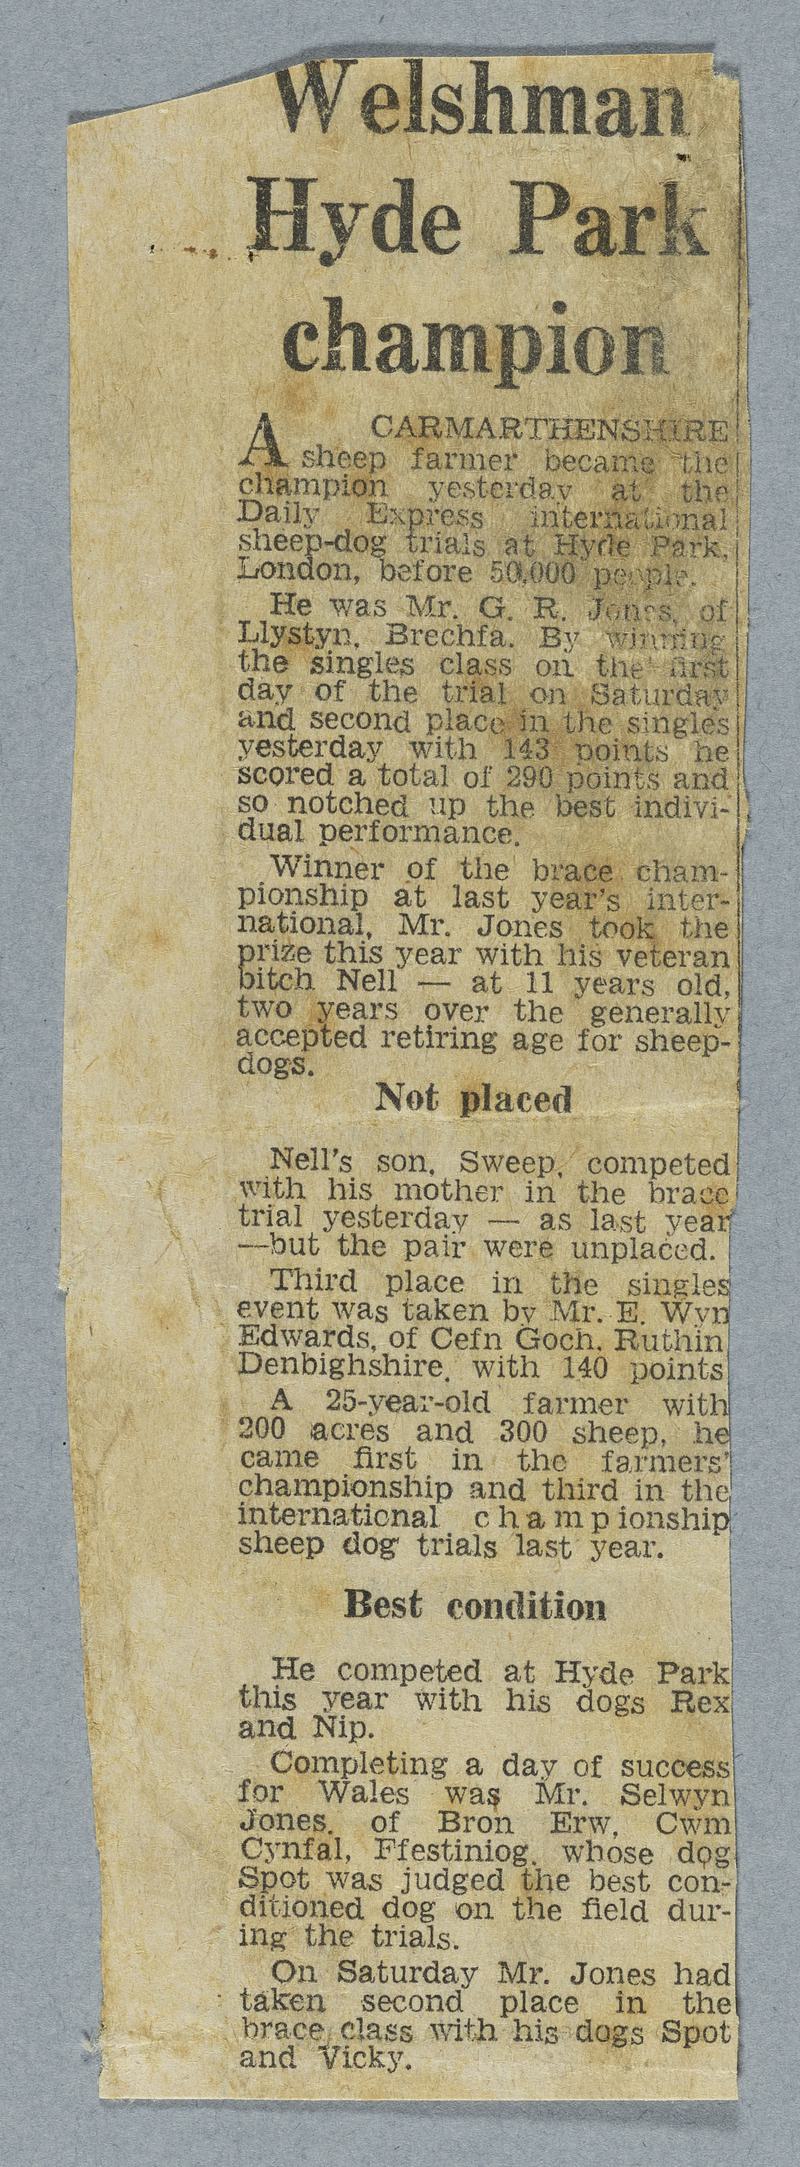 Welshman
Hyde Park
champion
A CARMARTHENSHIRE
sheep farmer became the
champion yesterday at the
Daily Express international
sheep-dog trials at Hyde Park,
London, before 50,000 people.
He was Mr. G. R. Jones, of
Llystyn, Brechfa. By winning
the singles class on the first
day of the trial on Saturday
and second place in the singles
yesterday with 143 points he
scored a total of 290 points and
so notched up the best indivi-
dual performance.
Winner of the brace cham-
pionship at last year's inter-
national, Mr. Jones took the
prize this year with his veteran
bitch Nell — at 11 years old,
two years over the generally
accepted retiring age for sheep-
dogs.
Not placed
Nell's son, Sweep, competed
with his mother in the brace
trial yesterday — as last year
—but the pair were unplaced.
Third place in the singles
event was taken by Mr. E. Wyn
Edwards, of Cefn Goch, Ruthin
Denbighshire, with 140 points
A 25-year-old farmer with
200 acres and 300 sheep, he
came first in the farmers'
championship and third in the
international championship
sheep dog trials last year.
Best condition
He competed at Hyde Park
this year with his dogs Rex
and Nip.
Completing a day of success
for Wales was Mr. Selwyn
Jones, of Bron Erw, Cwm
Cynfal, Ffestiniog, whose dog
Spot was judged the best con-
ditioned dog on the field dur-
ing the trials.
On Saturday Mr. Jones had
taken second place in the
brace class with his dogs Spot
and Vicky.